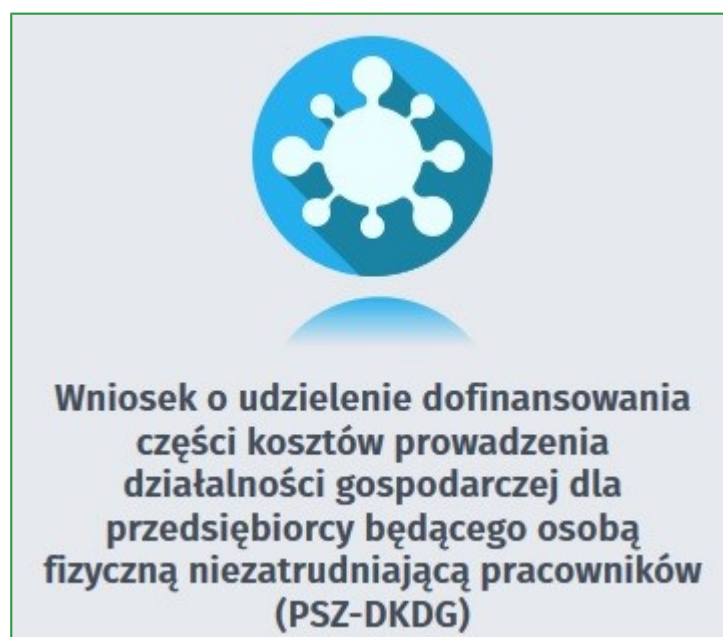 Wniosek o udzielenie dofinansowania
części kosztów prowadzenia
działalności gospodarczej dla
przedsiębiorcy będącego osobą
fizyczną niezatrudniającą pracowników
(PSZ-DKDG)